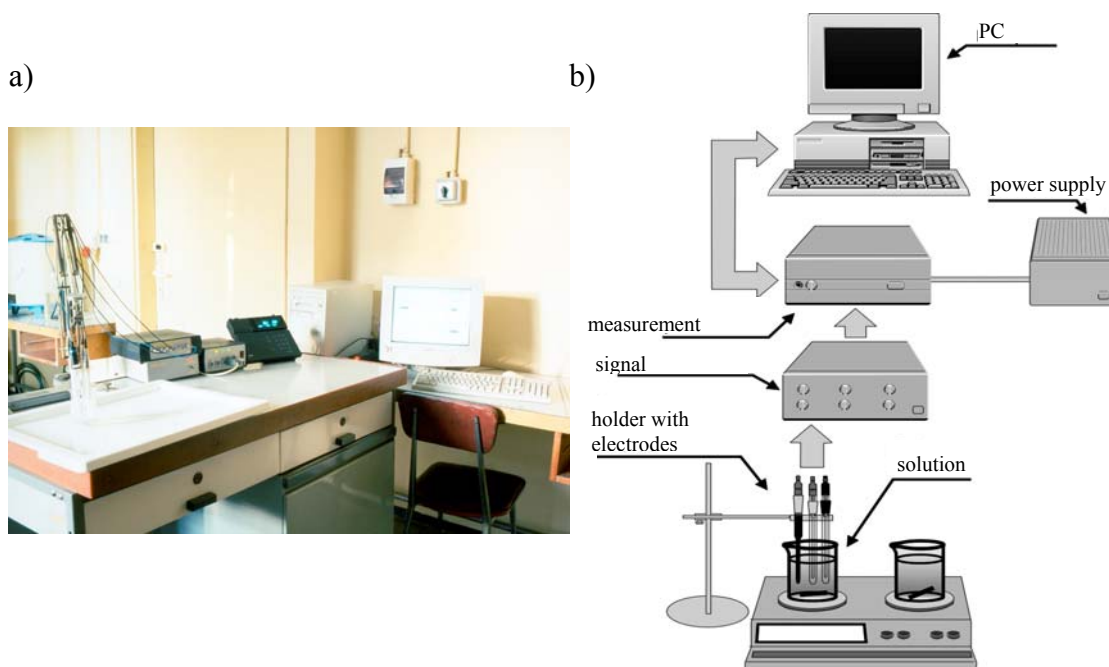 a)
b)
PC
power supply
measurement
signal
holder with
electrodes
solution